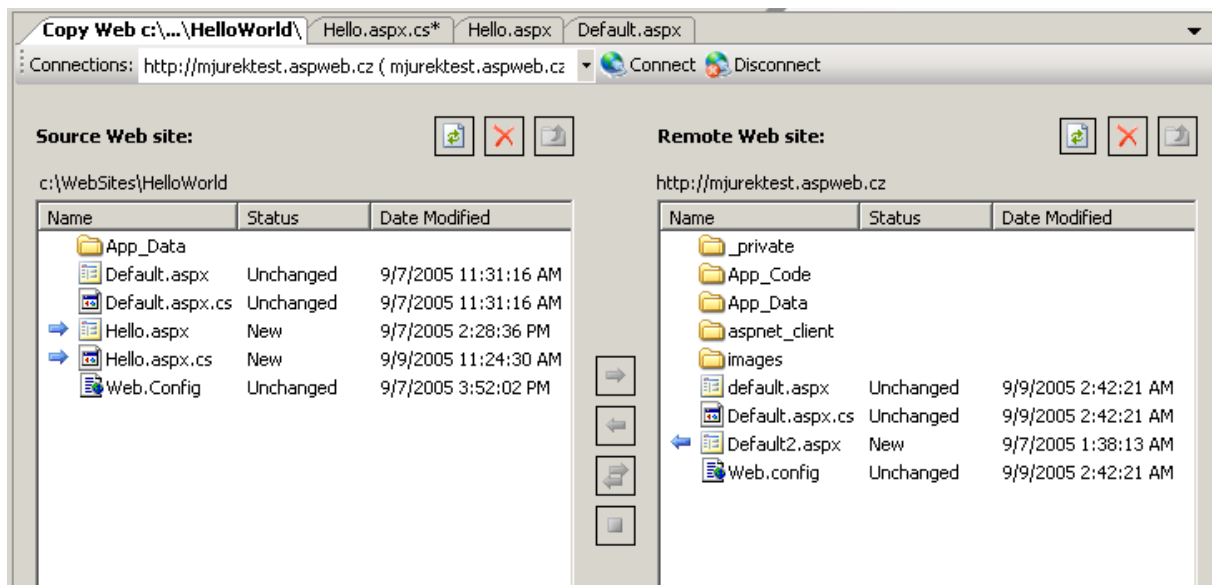 Copy Web c:\...\HelloWorld\ Hello.aspx.cs* Hello.aspx Default.aspx
Connections: http://mjurektest.aspweb.cz ( mjurektest.aspweb.cz Connect Disconnect
Source Web site:
c:\WebSites\HelloWorld
Name Status Date Modified
App_Data
Default.aspx Unchanged 9/7/2005 11:31:16 AM
Default.aspx.cs Unchanged 9/7/2005 11:31:16 AM
Hello.aspx New 9/7/2005 2:28:36 PM
Hello.aspx.cs New 9/9/2005 11:24:30 AM
Web.Config Unchanged 9/7/2005 3:52:02 PM
Remote Web site:
http://mjurektest.aspweb.cz
Name Status Date Modified
_private
App_Code
App_Data
aspnet_client
images
default.aspx Unchanged 9/9/2005 2:42:21 AM
Default.aspx.cs Unchanged 9/9/2005 2:42:21 AM
Default2.aspx New 9/7/2005 1:38:13 AM
Web.config Unchanged 9/9/2005 2:42:21 AM